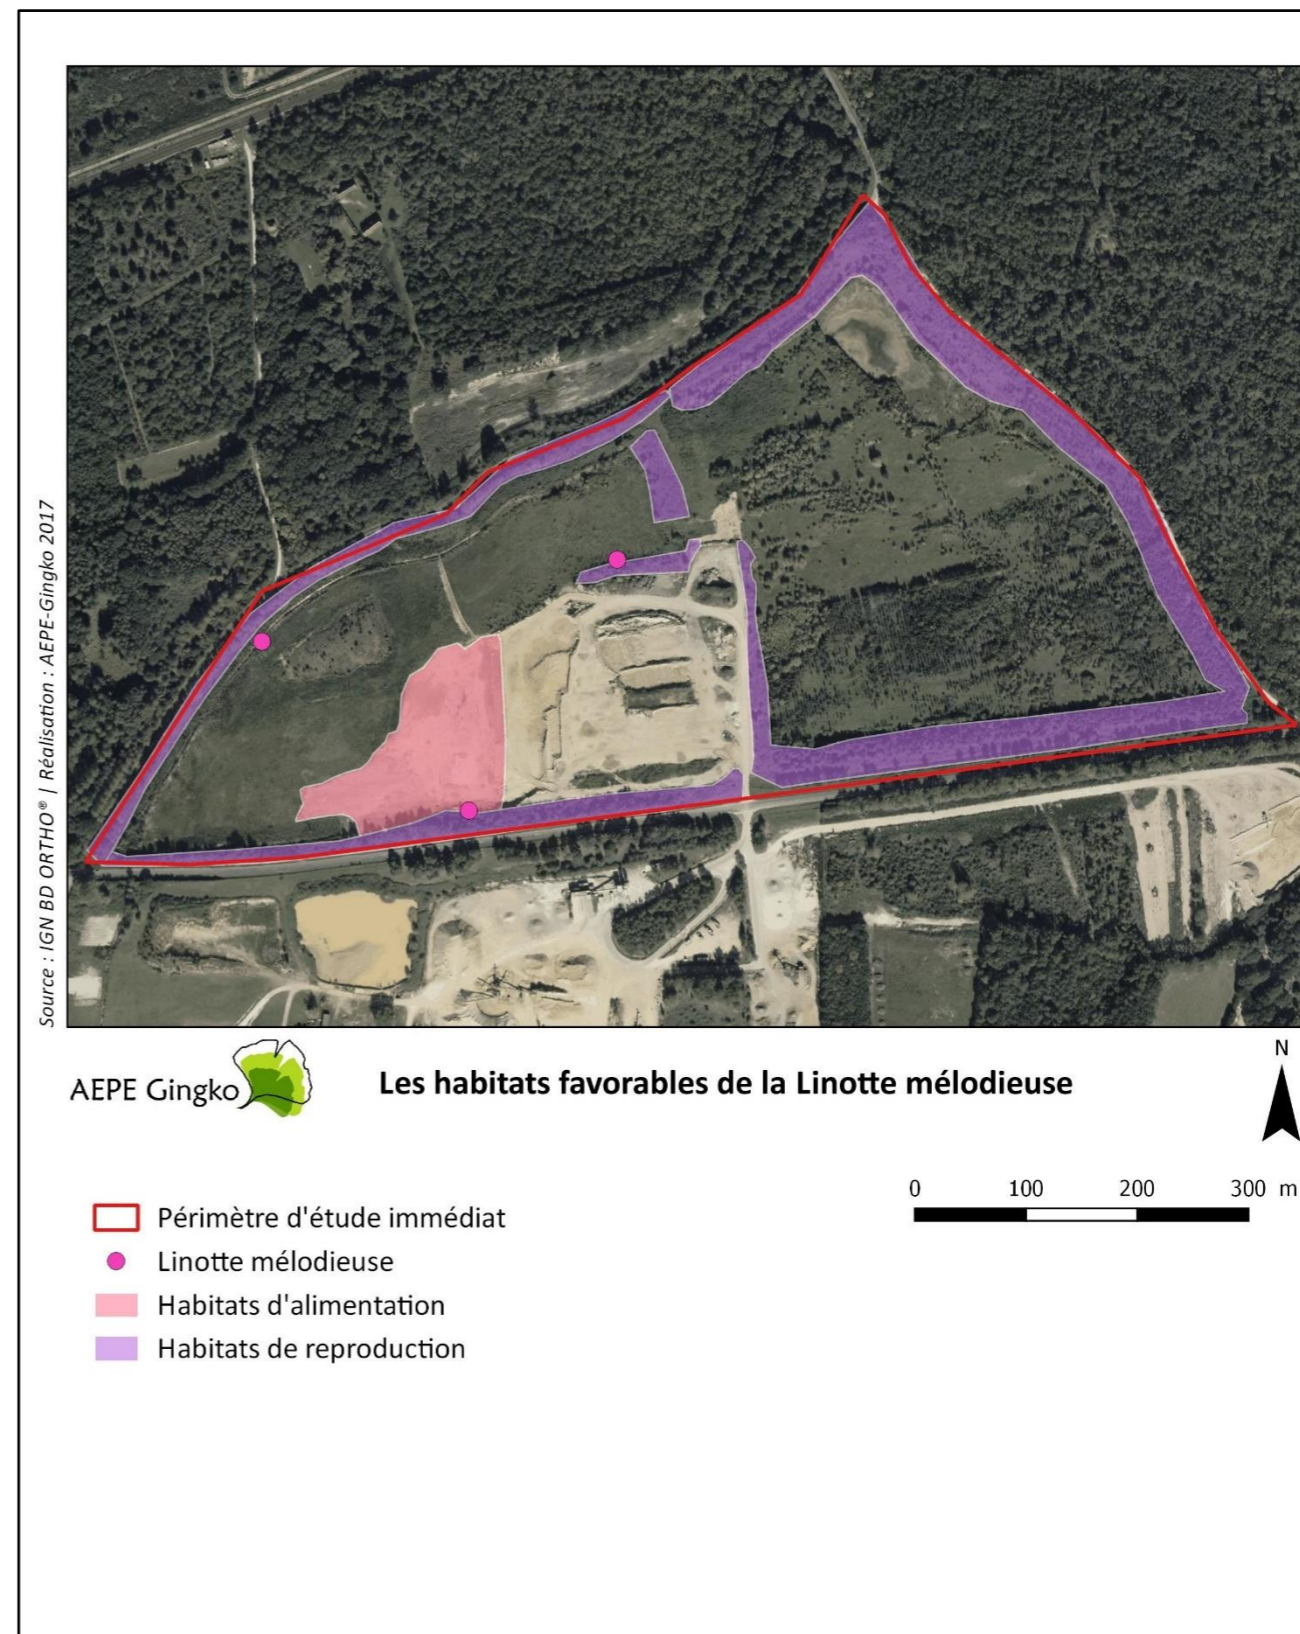 Source : IGN BD ORTHO® | Réalisation : AEPE-Gingko 2017
AEPE Gingko
Les habitats favorables de la Linotte mélodieuse
N
0 100 200 300 m
Périmètre d'étude immédiat
Linotte mélodieuse
Habitats d'alimentation
Habitats de reproduction